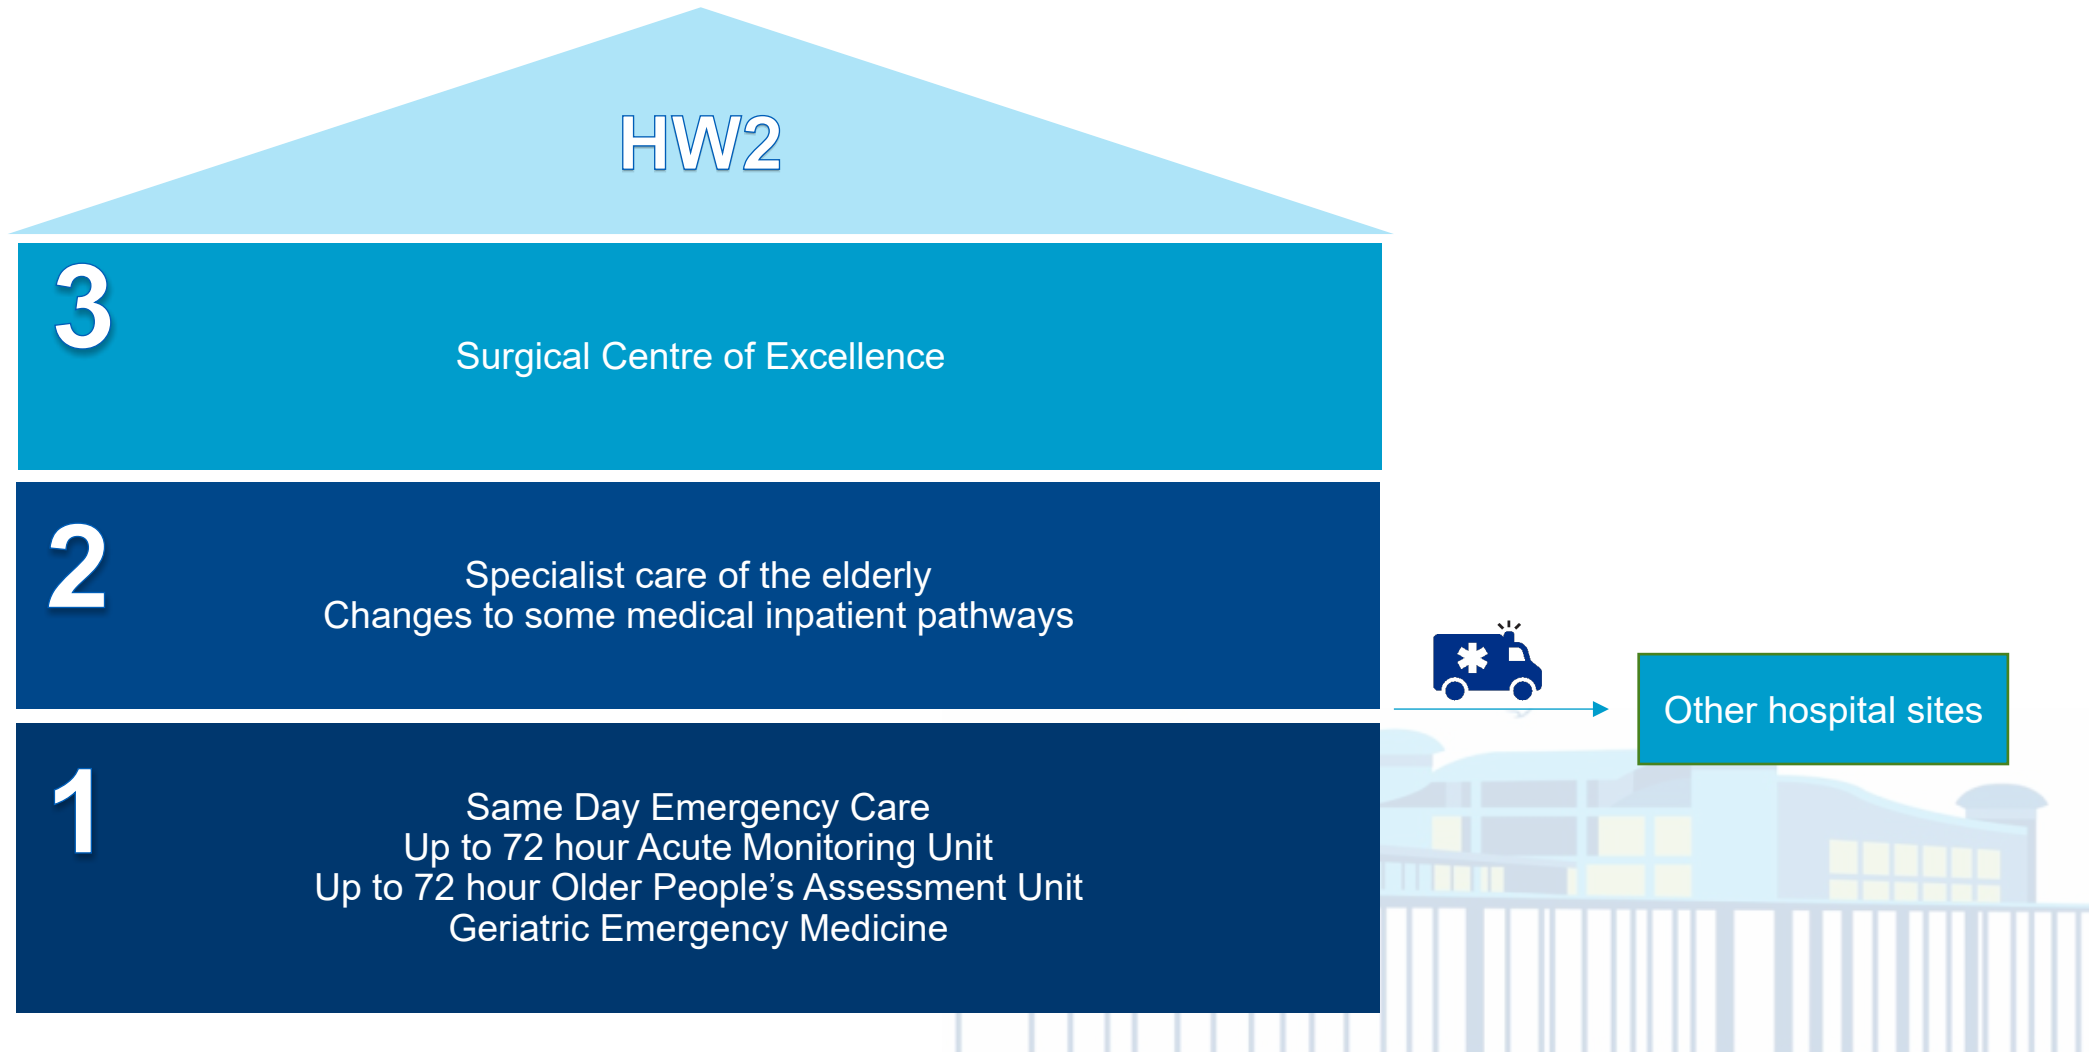 HW2
3
Surgical Centre of Excellence
2
Specialist care of the elderly
Changes to some medical inpatient pathways
Other hospital sites
1
Same Day Emergency Care
Up to 72 hour Acute Monitoring Unit
Up to 72 hour Older People’s Assessment Unit
Geriatric Emergency Medicine